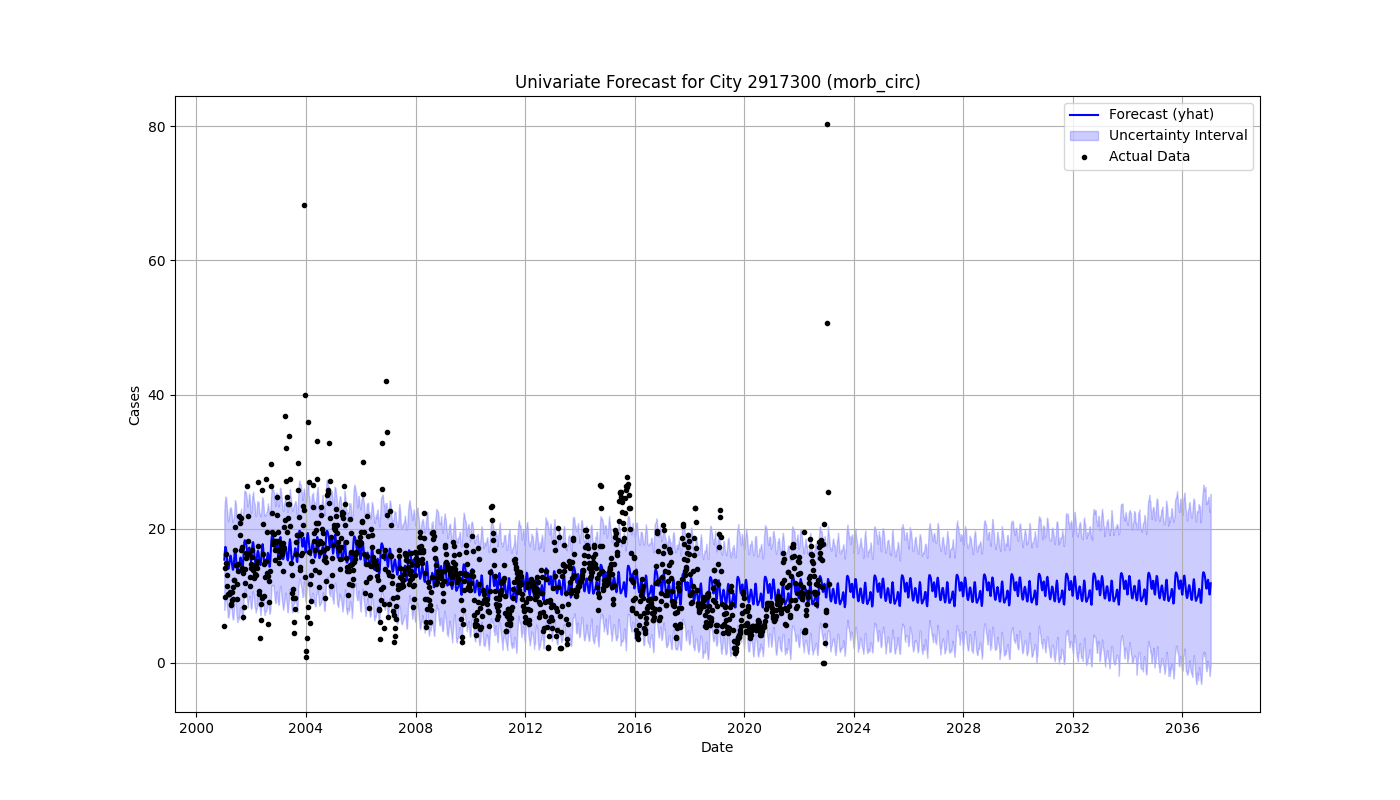 Univariate Forecast for City 2917300 (morb_circ)
Forecast (yhat)
Uncertainty Interval
Actual Data
Cases
80
60
40
20
0
2000 2004 2008 2012 2016 2020 2024 2028 2032 2036
Date